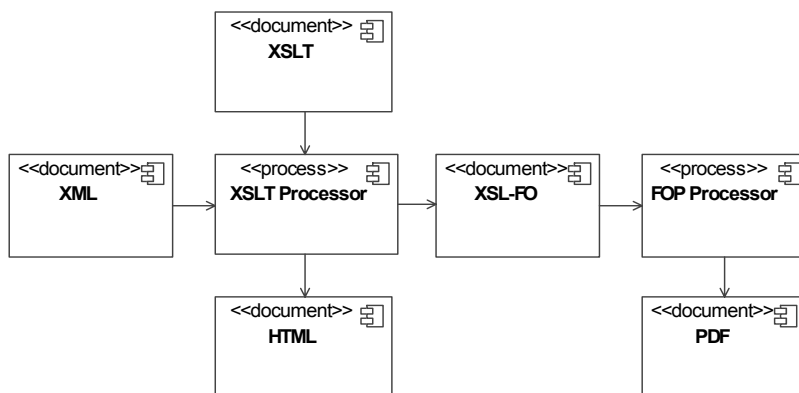 <<document>>
XSLT
<<document>>
XML
<<process>>
XSLT Processor
<<document>>
XSL-FO
<<process>>
FOP Processor
<<document>>
HTML
<<document>>
PDF